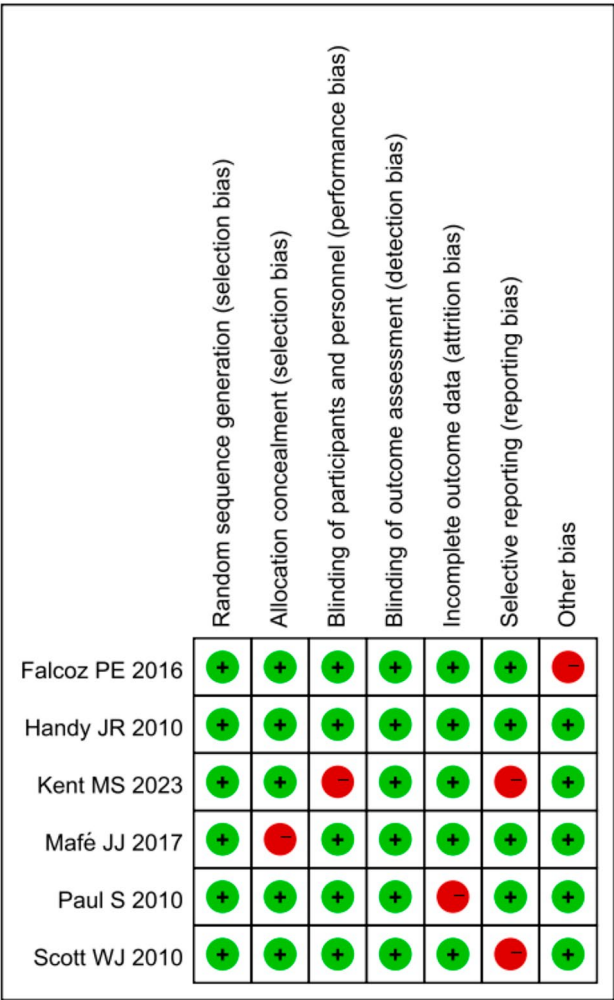 Random sequence generation (selection bias)
Allocation concealment (selection bias)
Blinding of participants and personnel (performance bias)
Blinding of outcome assessment (detection bias)
Incomplete outcome data (attrition bias)
Selective reporting (reporting bias)
Other bias
Falcoz PE 2016 + + + + + + –
Handy JR 2010 + + + + + + +
Kent MS 2023 + + – + + – +
Mafé JJ 2017 + – + + + + +
Paul S 2010 + + + + – + +
Scott WJ 2010 + + + + + – +